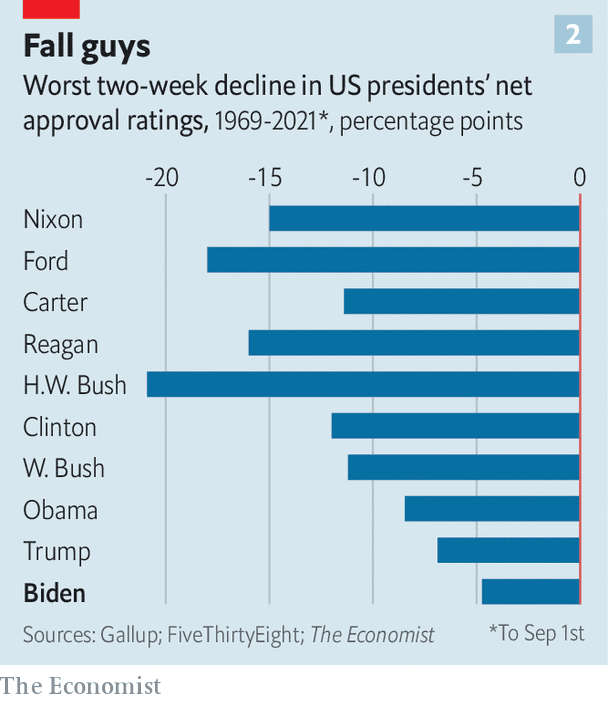 Fall guys
2
Worst two-week decline in US presidents’ net
approval ratings, 1969-2021*, percentage points
-20 -15 -10 -5 0
Nixon
Ford
Carter
Reagan
H.W. Bush
Clinton
W. Bush
Obama
Trump
Biden
Sources: Gallup; FiveThirtyEight; The Economist *To Sep 1st
The Economist